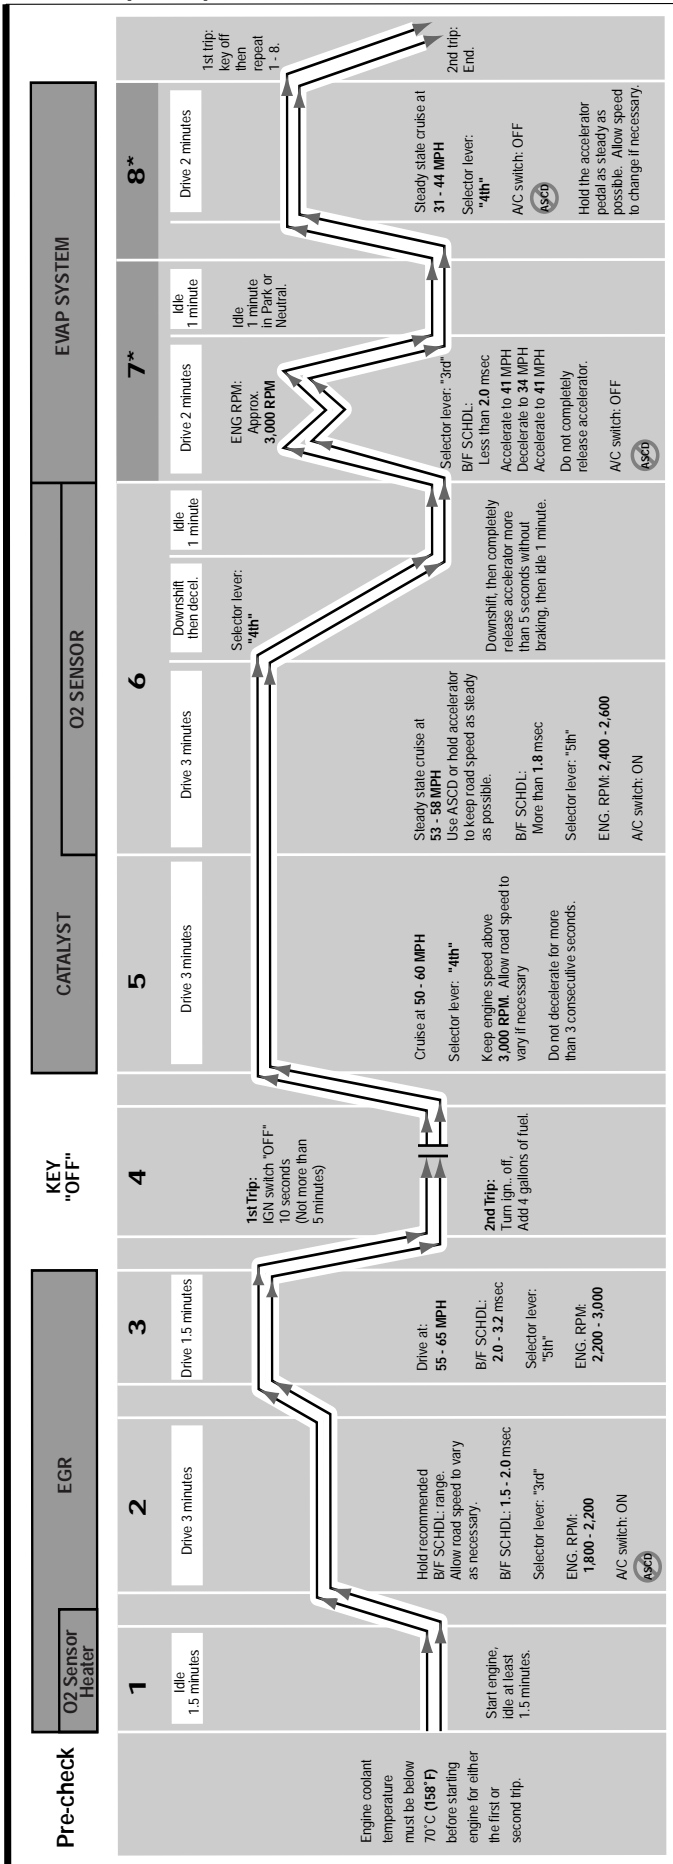 Pre-check
Engine coolant
temperature
must be below
70˚C (158˚F)
before starting
engine for either
the first or
second trip.
EGR
O2 Sensor
Heater
1
Idle
1.5 minutes
Start engine,
idle at least
1.5 minutes.
2
Drive 3 minutes
Hold recommended
B/F SCHDL: range.
Allow road speed to vary
as necessary.
B/F SCHDL: 1.5 - 2.0 msec
Selector lever: "3rd"
ENG. RPM:
1,800 - 2,200
A/C switch: ON
ASCD
3
Drive 1.5 minutes
Drive at:
55 - 65 MPH
B/F SCHDL:
2.0 - 3.2 msec
Selector lever:
"5th"
ENG. RPM:
2,200 - 3,000
KEY
"OFF"
4
1st Trip:
IGN switch "OFF"
10 seconds
(Not more than
5 minutes)
2nd Trip:
Turn Ign.. off,
Add 4 gallons of fuel.
CATALYST
5
Drive 3 minutes
Cruise at 50 - 60 MPH
Selector lever: "4th"
Keep engine speed above
3,000 RPM. Allow road speed to
vary if necessary
Do not decelerate for more
than 3 consecutive seconds.
O2 SENSOR
6
Drive 3 minutes
Steady state cruise at
53 - 58 MPH
Use ASCD or hold accelerator
to keep road speed as steady
as possible.
B/F SCHDL:
More than 1.8 msec
Selector lever: "5th"
ENG. RPM: 2,400 - 2,600
A/C switch: ON
Downshift
then decel.
Selector lever:
"4th"
Idle
1 minute
Downshift, then completely
release accelerator more
than 5 seconds without
braking, then idle 1 minute.
EVAP SYSTEM
7*
Drive 2 minutes
ENG RPM:
Approx.
3,000 RPM
Selector lever: "3rd"
B/F SCHDL:
Less than 2.0 msec
Accelerate to 41 MPH
Decelerate to 34 MPH
Accelerate to 41 MPH
Do not completely
release accelerator.
A/C switch: OFF
ASCD
Idle
1 minute
Idle
1 minute
in Park or
Neutral.
8*
Drive 2 minutes
Steady state cruise at
31 - 44 MPH
Selector lever:
"4th"
A/C switch: OFF
ASCD
Hold the accelerator
pedal as steady as
possible. Allow speed
to change if necessary.
1st trip:
key off
then
repeat
1 - 8.
2nd trip:
End.